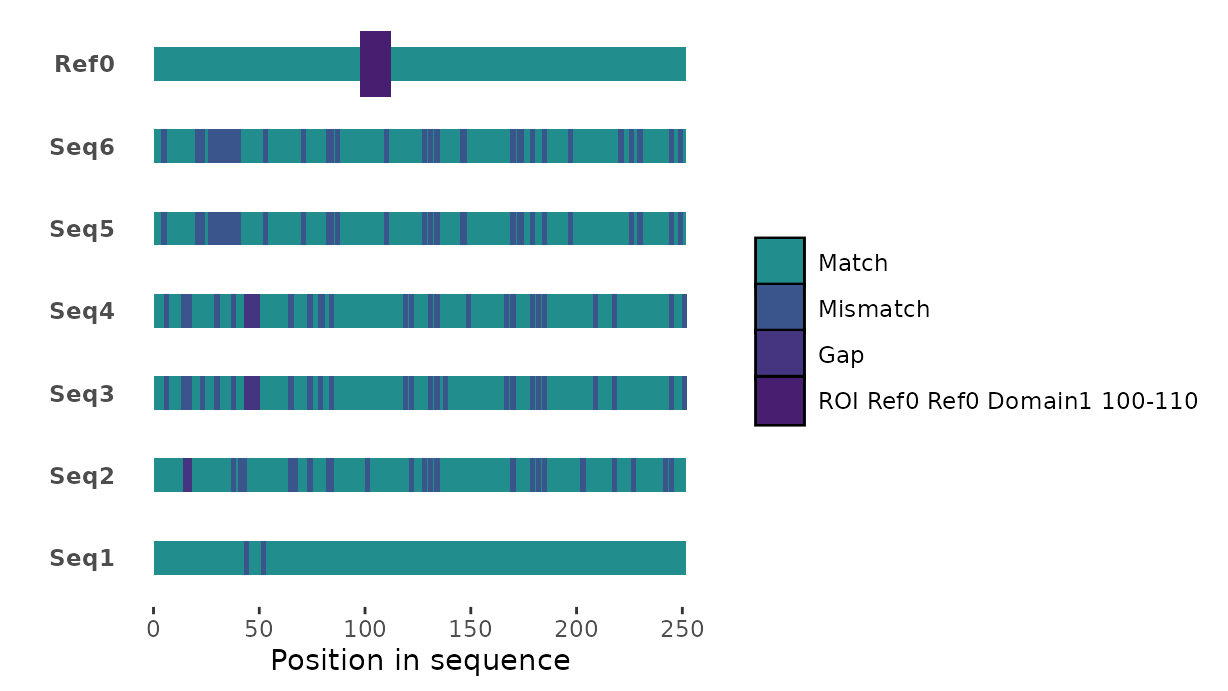 Ref0
Seq6
Seq5
Seq4
Seq3
Seq2
Seq1
0 50 100 150 200 250
Position in sequence
Match
Mismatch
Gap
ROI Ref0 Ref0 Domain1 100-110